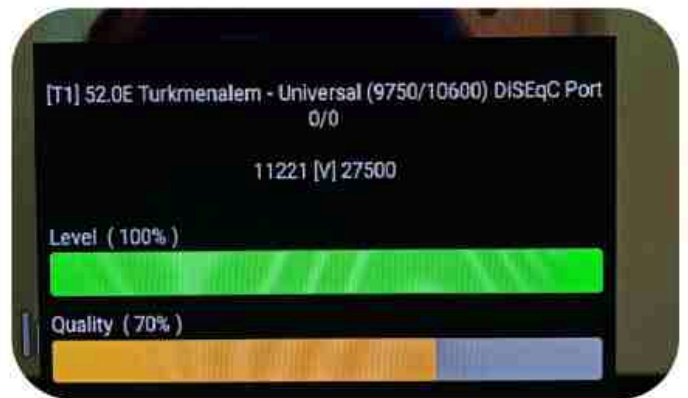 [T1] 52.0E Turkmenalem - Universal (9750/10600) DiSEqC Port
0/0
11221 [V] 27500
Level ( 100% )
Quality ( 70% )